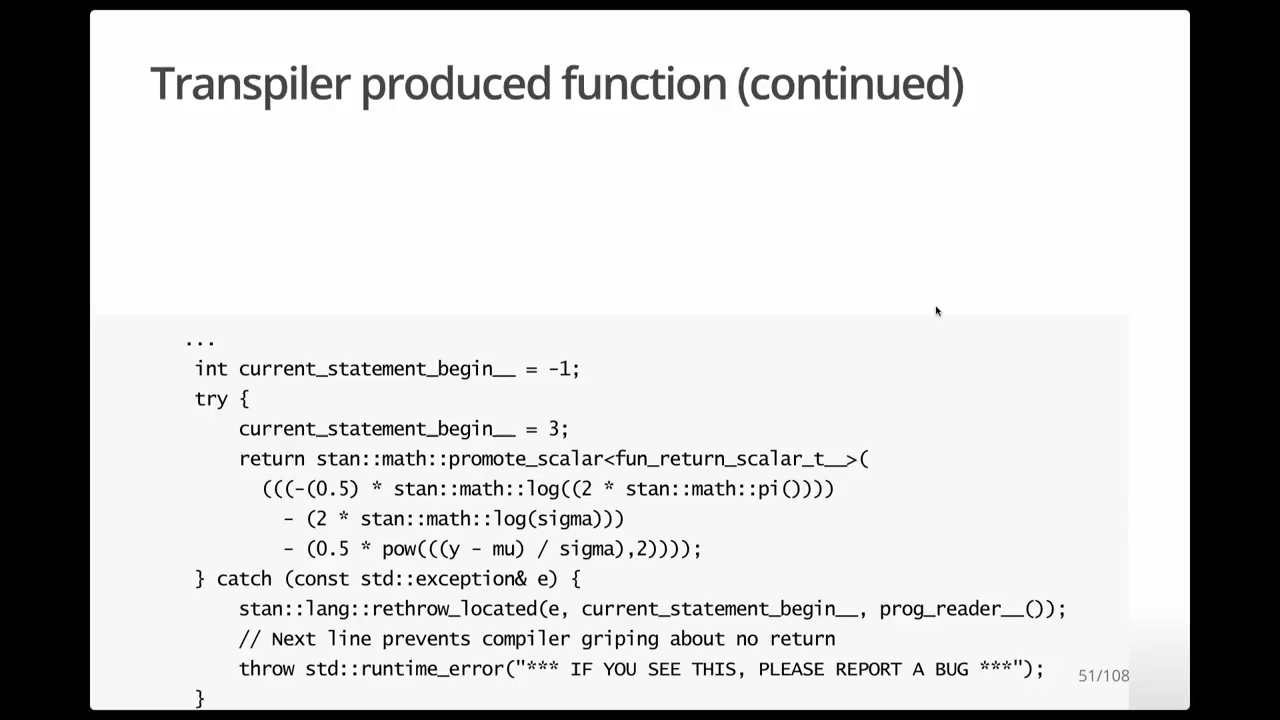 Transpiler produced function (continued)
...
int current_statement_begin__ = -1;
try {
current_statement_begin__ = 3;
return stan::math::promote_scalar<fun_return_scalar_t__>(
(((-(0.5) * stan::math::log((2 * stan::math::pi())))
- (2 * stan::math::log(sigma)))
- (0.5 * pow(((y - mu) / sigma),2))));
} catch (const std::exception& e) {
stan::lang::rethrow_located(e, current_statement_begin__, prog_reader__());
// Next line prevents compiler griping about no return
throw std::runtime_error("*** IF YOU SEE THIS, PLEASE REPORT A BUG ***");
}
51/108